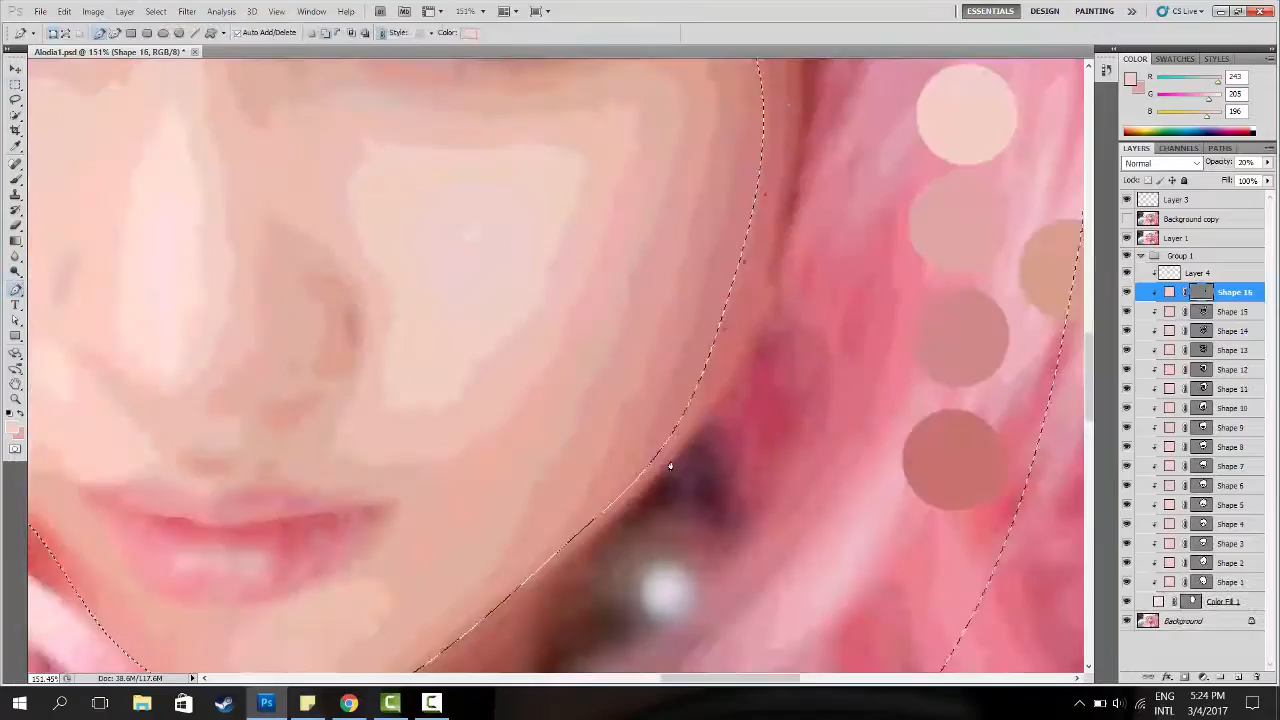 Ps File Edit Image Layer Select Filter Analysis 3D View Window Help Br Mb 151% ESSENTIALS DESIGN PAINTING CS Live
Auto Add/Delete Style: Color:
Alodia1.psd @ 151% (Shape 16, RGB/8) *
COLOR SWATCHES STYLES
R 243
G 205
B 196
LAYERS CHANNELS PATHS
Normal Opacity: 20%
Lock: Fill: 100%
Layer 3
Background copy
Layer 1
Group 1
Layer 4
Shape 16
Shape 15
Shape 14
Shape 13
Shape 12
Shape 11
Shape 10
Shape 9
Shape 8
Shape 7
Shape 6
Shape 5
Shape 4
Shape 3
Shape 2
Shape 1
Color Fill 1
Background
151.45% Doc: 38.6M/117.6M
Ps ENG 5:24 PM
INTL 3/4/2017